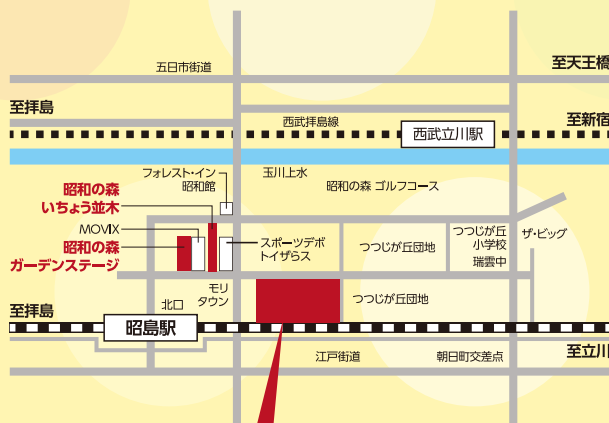 五日市街道
至天王橋
至拝島
西武拝島線
西武立川駅
至新宿
フォレスト・イン
昭和館
玉川上水
昭和の森 ゴルフコース
昭和の森
いちょう並木
MOVIX
昭和の森
ガーデンステージ
スポーツデポ
トイザらス
つつじが丘団地
つつじが丘
小学校
瑞雲中
ザ・ビッグ
モリ
タウン
北口
つつじが丘団地
至拝島
昭島駅
江戸街道
朝日町交差点
至立川